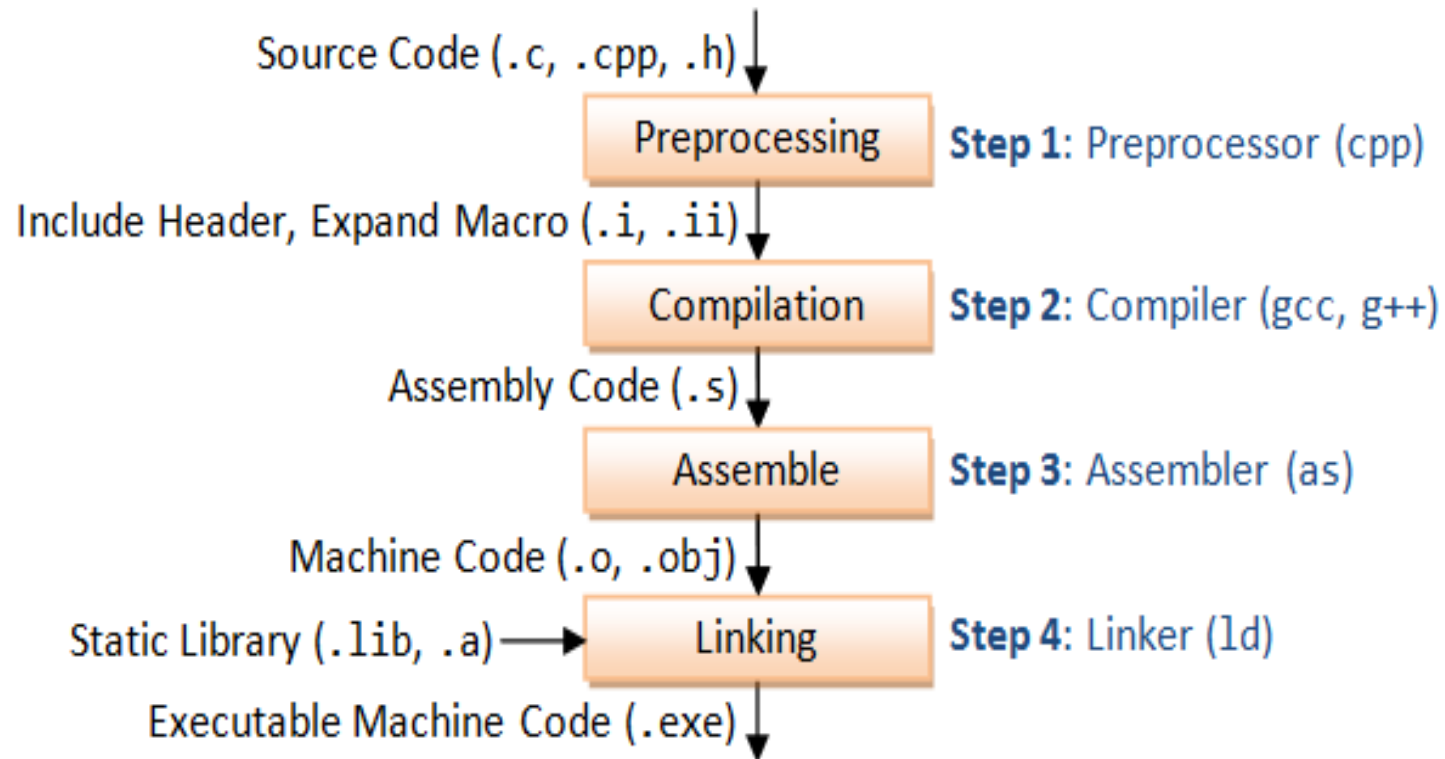 Source Code (.c, .cpp, .h)
Preprocessing
Step 1: Preprocessor (cpp)
Include Header, Expand Macro (.i, .ii)
Compilation
Step 2: Compiler (gcc, g++)
Assembly Code (.s)
Assemble
Step 3: Assembler (as)
Machine Code (.o, .obj)
Static Library (.lib, .a)
Linking
Step 4: Linker (ld)
Executable Machine Code (.exe)